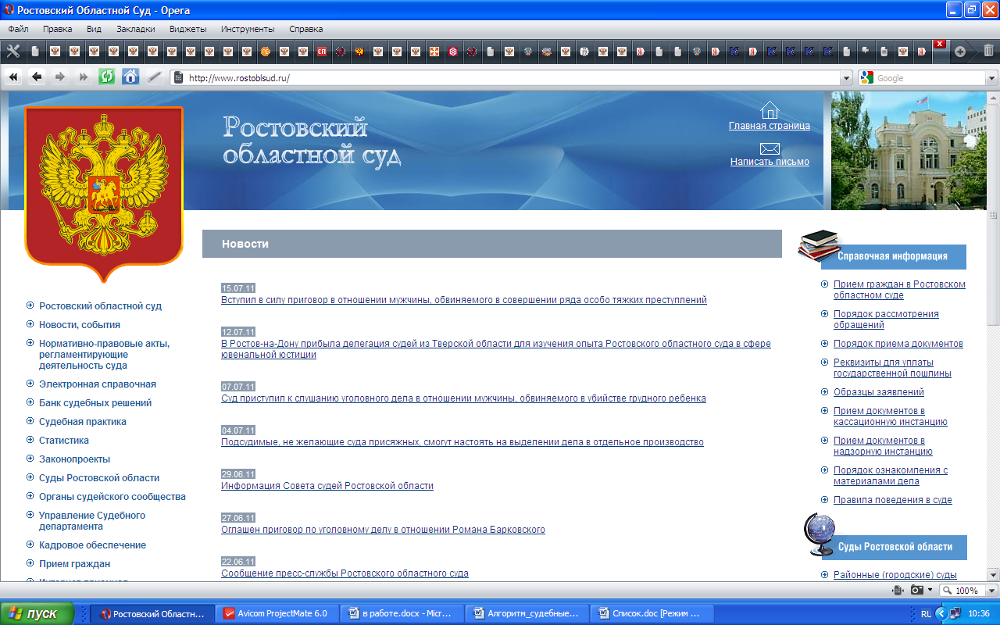 Ростовский Областной Суд - Opera
Файл Правка Вид Закладки Виджеты Инструменты Справка
http://www.rostoblsud.ru/
Google
Ростовский
областной суд
Главная страница
Написать письмо
Ростовский областной суд
Новости, события
Нормативно-правовые акты,
регламентирующие
деятельность суда
Электронная справочная
Банк судебных решений
Судебная практика
Статистика
Законопроекты
Суды Ростовской области
Органы судейского сообщества
Управление Судебного
департамента
Кадровое обеспечение
Прием граждан
Новости
15.07.11
Вступил в силу приговор в отношении мужчины, обвиняемого в совершении ряда особо тяжких преступлений
12.07.11
В Ростов-на-Дону прибыла делегация судей из Тверской области для изучения опыта Ростовского областного суда в сфере
ювенальной юстиции
07.07.11
Суд приступил к слушанию уголовного дела в отношении мужчины, обвиняемого в убийстве грудного ребенка
04.07.11
Подсудимые, не желающие суда присяжных, смогут настоять на выделении дела в отдельное производство
29.06.11
Информация Совета судей Ростовской области
27.06.11
Оглашен приговор по уголовному делу в отношении Романа Барковского
22.06.11
Сообщение пресс-службы Ростовского областного суда
Справочная информация
Прием граждан в Ростовском
областном суде
Порядок рассмотрения
обращений
Порядок приема документов
Реквизиты для уплаты
государственной пошлины
Образцы заявлений
Прием документов в
кассационную инстанцию
Прием документов в
надзорную инстанцию
Порядок ознакомления с
материалами дела
Правила поведения в суде
Суды Ростовской области
Районные (городские) суды
100%
пуск
Ростовский Областн...
Avicom ProjectMate 6.0
в работе.docx - Micr...
Алгоритм_судебные...
Список.doc [Режим ...
RU
10:36